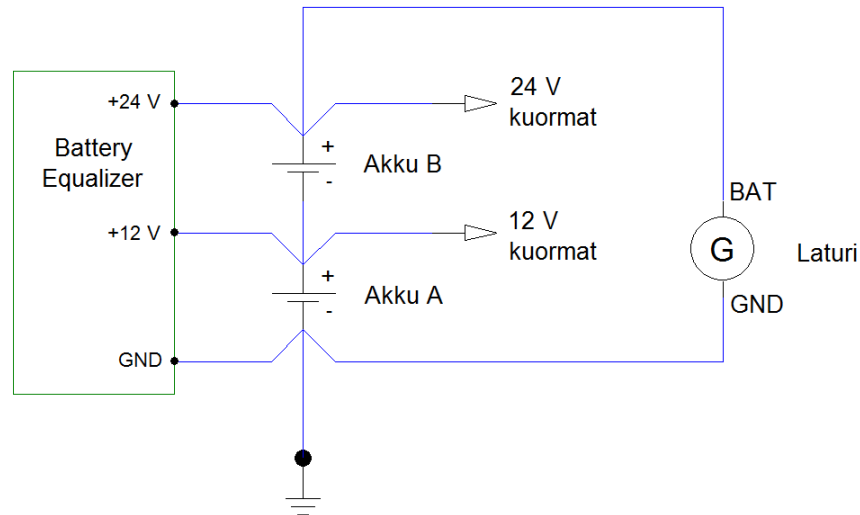 +24 V
Battery
Equalizer
+12 V
GND
+
-
Akku B
+
-
Akku A
24 V
kuormat
12 V
kuormat
BAT
G
Laturi
GND